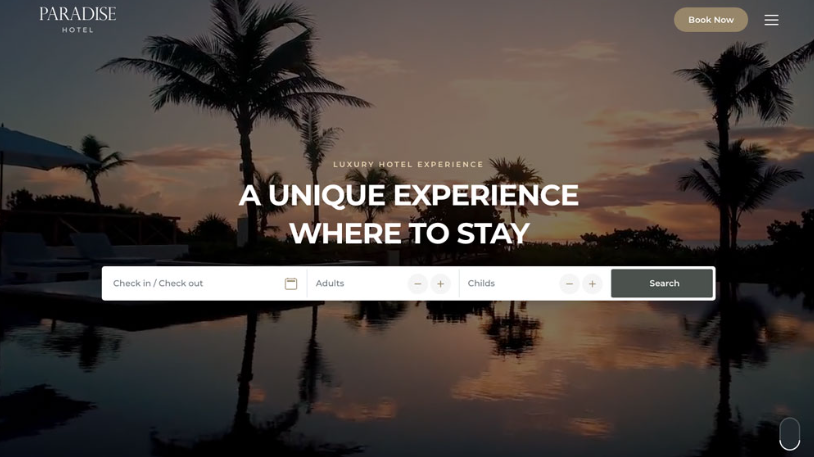 PARADISE
HOTEL
Book Now
LUXURY HOTEL EXPERIENCE
A UNIQUE EXPERIENCE
WHERE TO STAY
Check in / Check out
Adults
Childs
Search